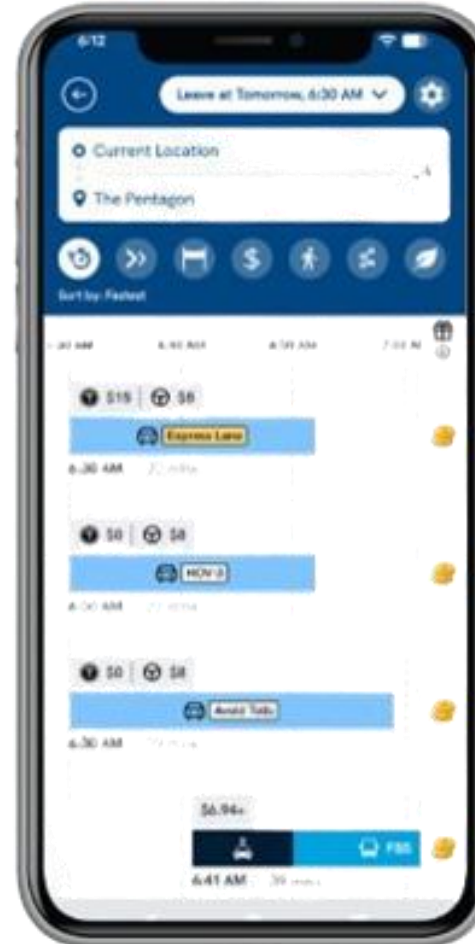 6:12
Leave at Tomorrow, 6:30 AM
Current Location
The Pentagon
$
Sort by: Fastest
$15 $8
Express Lane
6:30 AM
$0 $8
HOV-3
$0 $8
Avoid Tolls
6:30 AM
$6.94+
6:41 AM